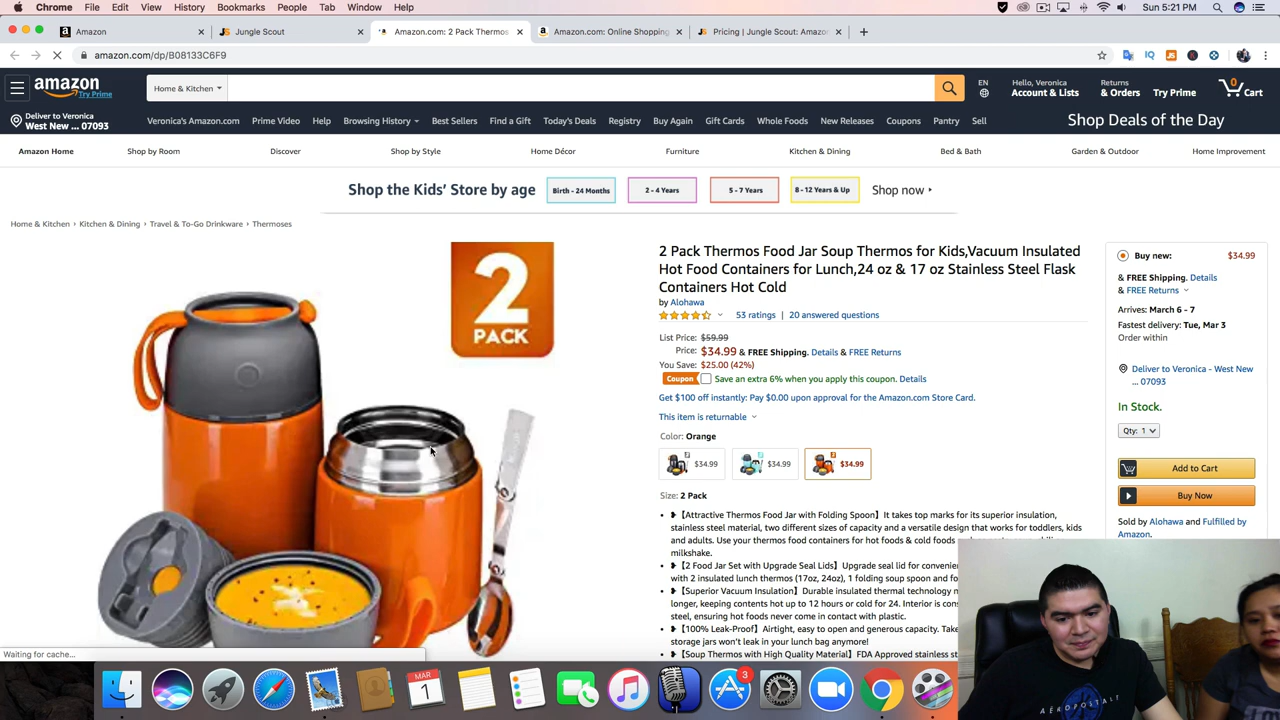 Chrome File Edit View History Bookmarks People Tab Window Help Sun 5:21 PM
Amazon Jungle Scout Amazon.com: 2 Pack Thermos Amazon.com: Online Shopping Pricing | Jungle Scout: Amazo
amazon.com/dp/B08133C6F9
amazon Try Prime Home & Kitchen EN Hello, Veronica Account & Lists Returns & Orders Try Prime 0 Cart
Deliver to Veronica
West New ... 07093
Veronica's Amazon.com Prime Video Help Browsing History Best Sellers Find a Gift Today's Deals Registry Buy Again Gift Cards Whole Foods New Releases Coupons Pantry Sell Shop Deals of the Day
Amazon Home Shop by Room Discover Shop by Style Home Décor Furniture Kitchen & Dining Bed & Bath Garden & Outdoor Home Improvement
Shop the Kids' Store by age Birth - 24 Months 2 - 4 Years 5 - 7 Years 8 - 12 Years & Up Shop now
Home & Kitchen › Kitchen & Dining › Travel & To-Go Drinkware › Thermoses
2
PACK
2 Pack Thermos Food Jar Soup Thermos for Kids,Vacuum Insulated
Hot Food Containers for Lunch,24 oz & 17 oz Stainless Steel Flask
Containers Hot Cold
by Alohawa
53 ratings | 20 answered questions
List Price: $59.99
Price: $34.99 & FREE Shipping. Details & FREE Returns
You Save: $25.00 (42%)
Coupon Save an extra 6% when you apply this coupon. Details
Get $100 off instantly: Pay $0.00 upon approval for the Amazon.com Store Card.
This item is returnable
Color: Orange
$34.99 $34.99 $34.99
Size: 2 Pack
【Attractive Thermos Food Jar with Folding Spoon】It takes top marks for its superior insulation,
stainless steel material, two different sizes of capacity and a versatile design that works for toddlers, kids
and adults. Use your thermos food containers for hot foods & cold foods
milkshake.
【2 Food Jar Set with Upgrade Seal Lids】Upgrade seal lid for convenie
with 2 insulated lunch thermos (17oz, 24oz), 1 folding soup spoon and fo
【Superior Vacuum Insulation】Durable insulated thermal technology m
longer, keeping contents hot up to 12 hours or cold for 24. Interior is cons
steel, ensuring hot foods never come in contact with plastic.
【100% Leak-Proof】Airtight, easy to open and generous capacity. Take
storage jars won't leak in your lunch bag anymore!
【Soup Thermos with High Quality Material】FDA Approved stainless st
Buy new: $34.99
& FREE Shipping. Details
& FREE Returns
Arrives: March 6 - 7
Fastest delivery: Tue, Mar 3
Order within
Deliver to Veronica - West New
... 07093
In Stock.
Qty: 1
Add to Cart
Buy Now
Sold by Alohawa and Fulfilled by
Amazon.
Waiting for cache...
MAR
1
3
AÉROPOSTALE